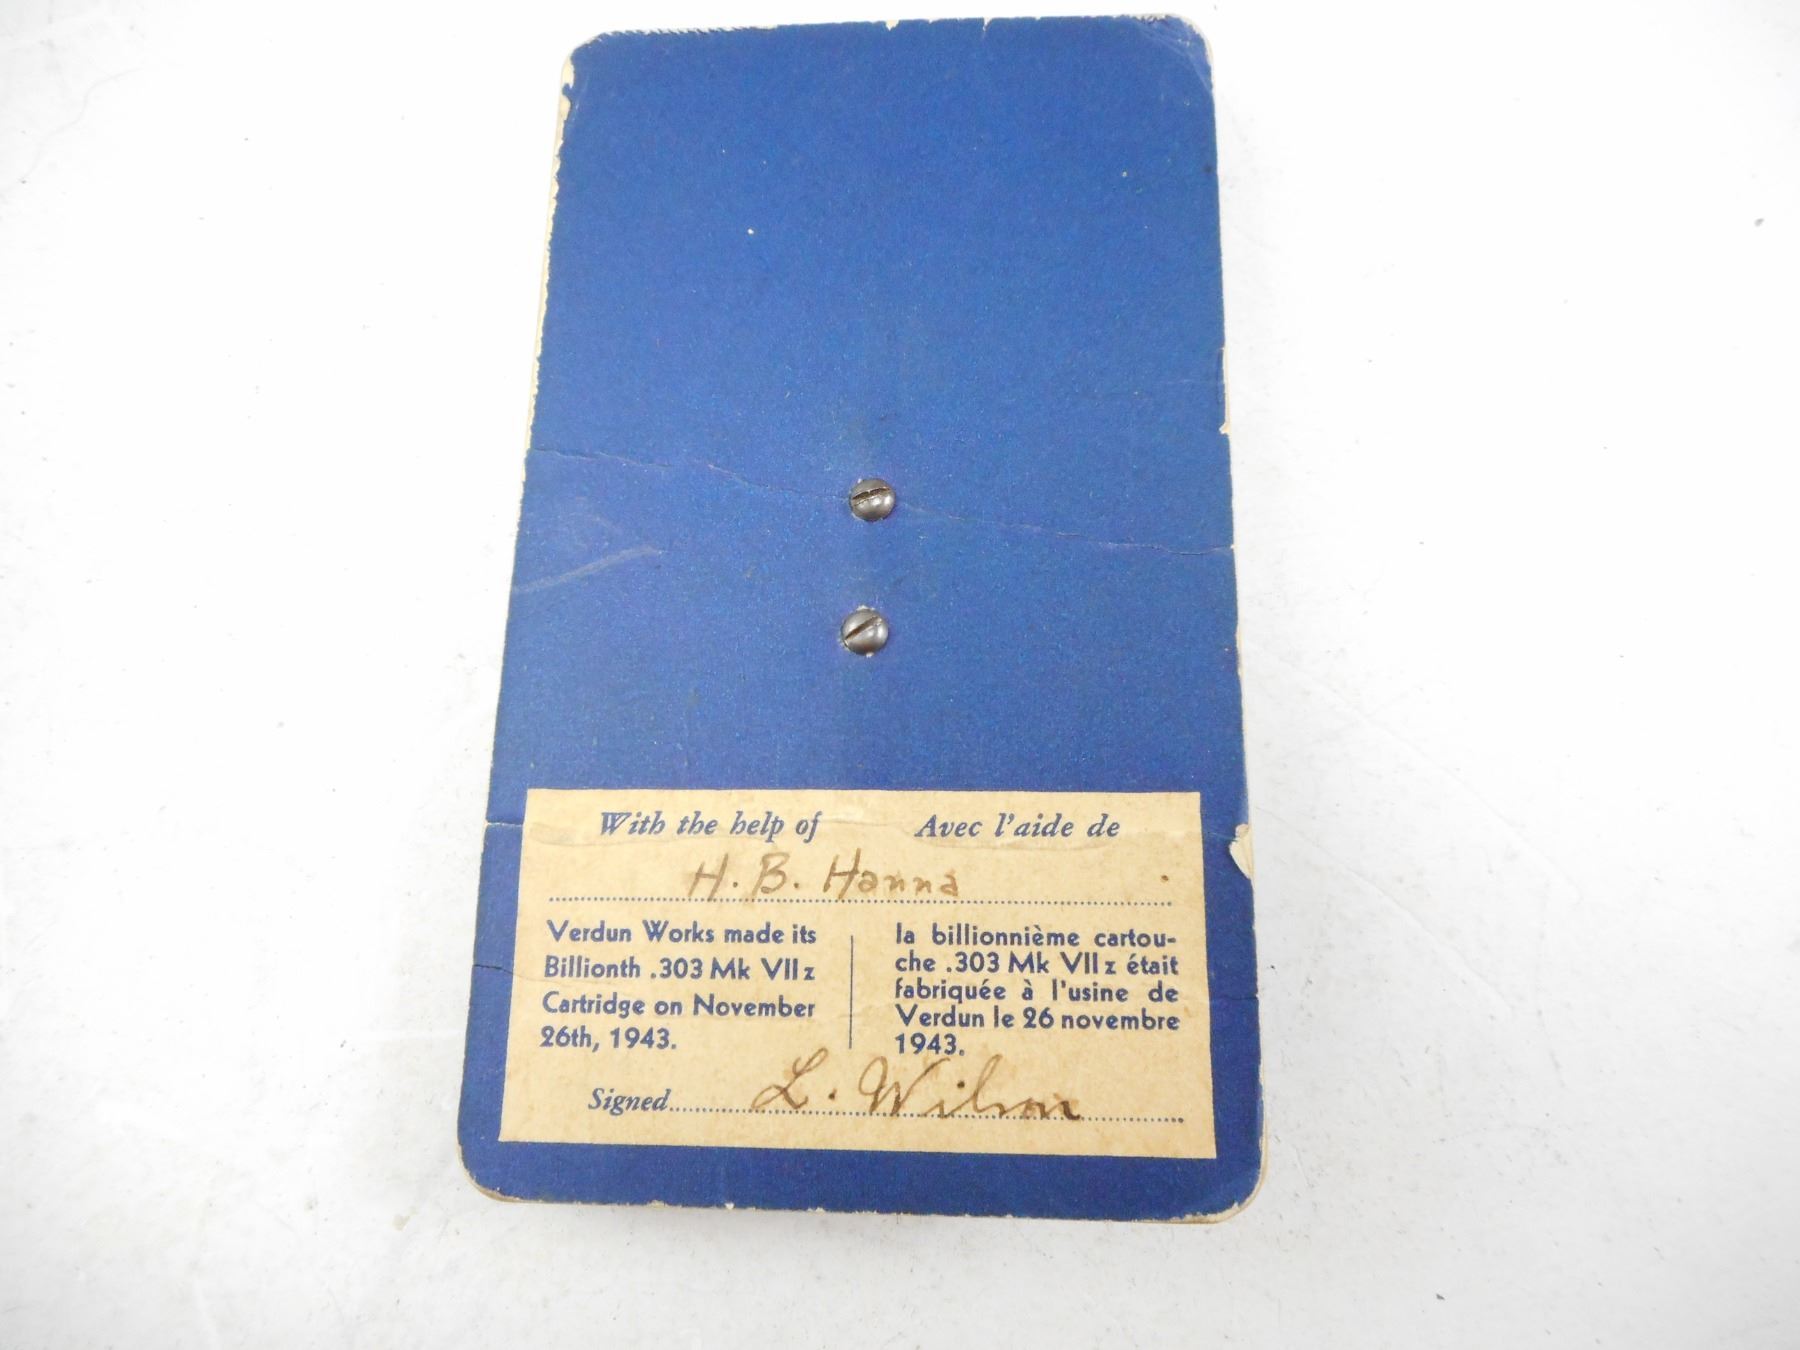 With the help of
Avec l'aide de
H. B. Hanna
Verdun Works made its
Billionth .303 Mk VII z
Cartridge on November
26th, 1943.
la billionnième cartou-
che .303 Mk VII z était
fabriquée à l'usine de
Verdun le 26 novembre
1943.
Signed L. Wilson